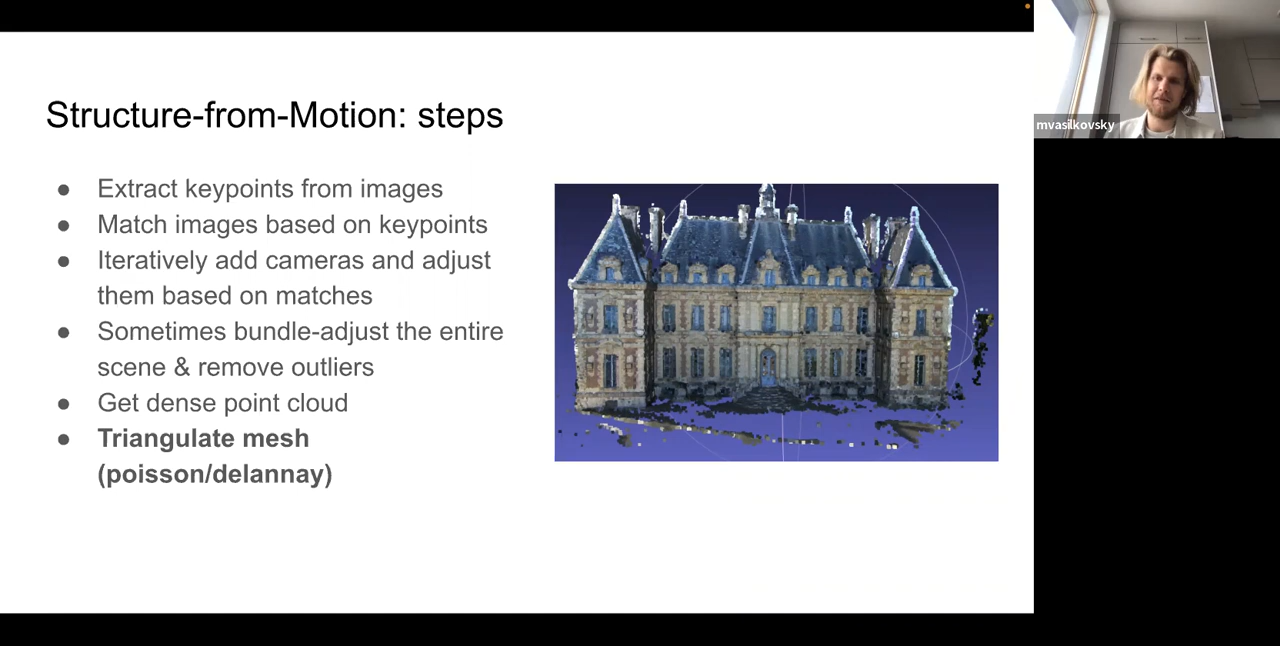 Structure-from-Motion: steps
● Extract keypoints from images
● Match images based on keypoints
● Iteratively add cameras and adjust
them based on matches
● Sometimes bundle-adjust the entire
scene & remove outliers
● Get dense point cloud
● Triangulate mesh
(poisson/delannay)
mvasilkovsky